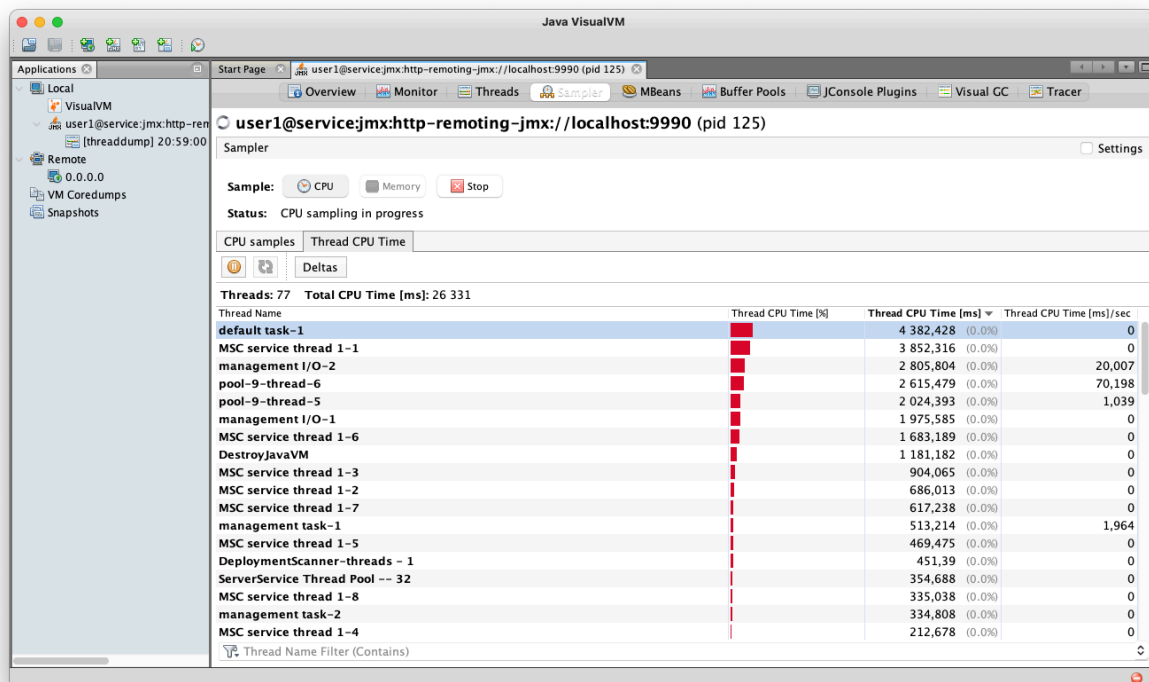 Java VisualVM
Applications
Local
VisualVM
user1@service:jmx:http-rem
[threaddump] 20:59:00
Remote
0.0.0.0
VM Coredumps
Snapshots
Start Page
JMX user1@service:jmx:http-remoting-jmx://localhost:9990 (pid 125)
Overview Monitor Threads Sampler MBeans Buffer Pools JConsole Plugins Visual GC Tracer
user1@service:jmx:http-remoting-jmx://localhost:9990 (pid 125)
Sampler Settings
Sample: CPU Memory Stop
Status: CPU sampling in progress
CPU samples Thread CPU Time
Deltas
Threads: 77 Total CPU Time [ms]: 26 331
Thread Name Thread CPU Time [%] Thread CPU Time [ms] Thread CPU Time [ms]/sec
default task-1 4 382,428 (0.0%) 0
MSC service thread 1-1 3 852,316 (0.0%) 0
management I/O-2 2 805,804 (0.0%) 20,007
pool-9-thread-6 2 615,479 (0.0%) 70,198
pool-9-thread-5 2 024,393 (0.0%) 1,039
management I/O-1 1 975,585 (0.0%) 0
MSC service thread 1-6 1 683,189 (0.0%) 0
DestroyJavaVM 1 181,182 (0.0%) 0
MSC service thread 1-3 904,065 (0.0%) 0
MSC service thread 1-2 686,013 (0.0%) 0
MSC service thread 1-7 617,238 (0.0%) 0
management task-1 513,214 (0.0%) 1,964
MSC service thread 1-5 469,475 (0.0%) 0
DeploymentScanner-threads - 1 451,39 (0.0%) 0
ServerService Thread Pool -- 32 354,688 (0.0%) 0
MSC service thread 1-8 335,038 (0.0%) 0
management task-2 334,808 (0.0%) 0
MSC service thread 1-4 212,678 (0.0%) 0
Thread Name Filter (Contains)